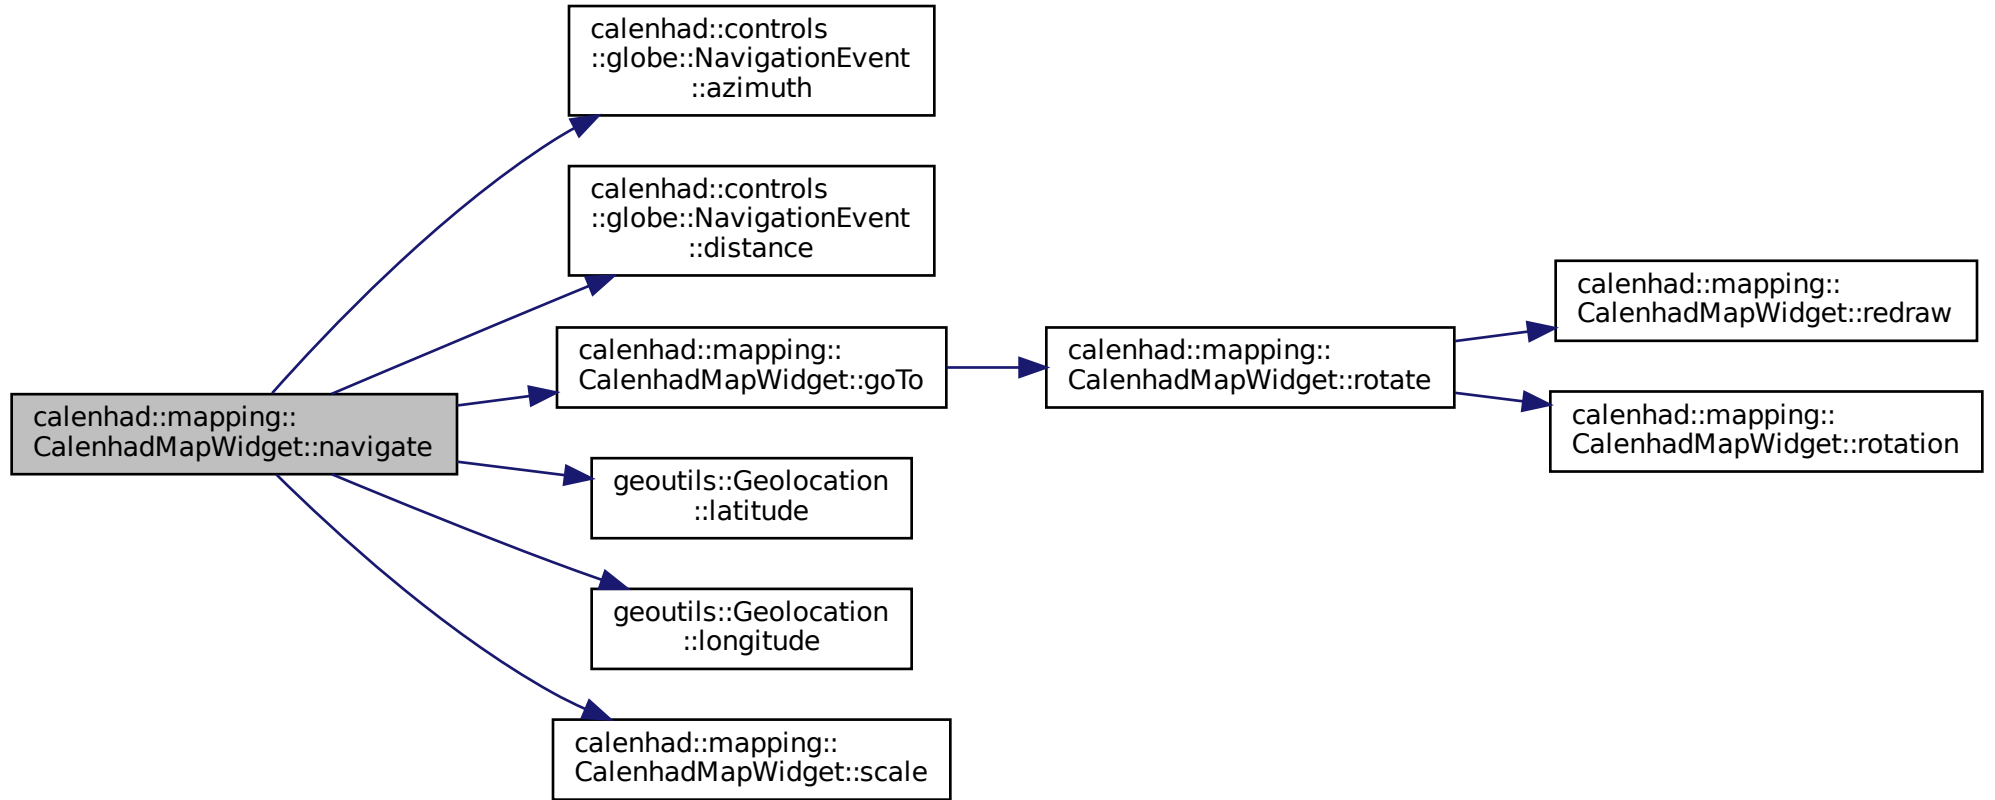 calenhad::controls
::globe::NavigationEvent
::azimuth
calenhad::controls
::globe::NavigationEvent
::distance
calenhad::mapping::
CalenhadMapWidget::navigate
calenhad::mapping::
CalenhadMapWidget::goTo
calenhad::mapping::
CalenhadMapWidget::rotate
calenhad::mapping::
CalenhadMapWidget::redraw
calenhad::mapping::
CalenhadMapWidget::rotation
geoutils::Geolocation
::latitude
geoutils::Geolocation
::longitude
calenhad::mapping::
CalenhadMapWidget::scale